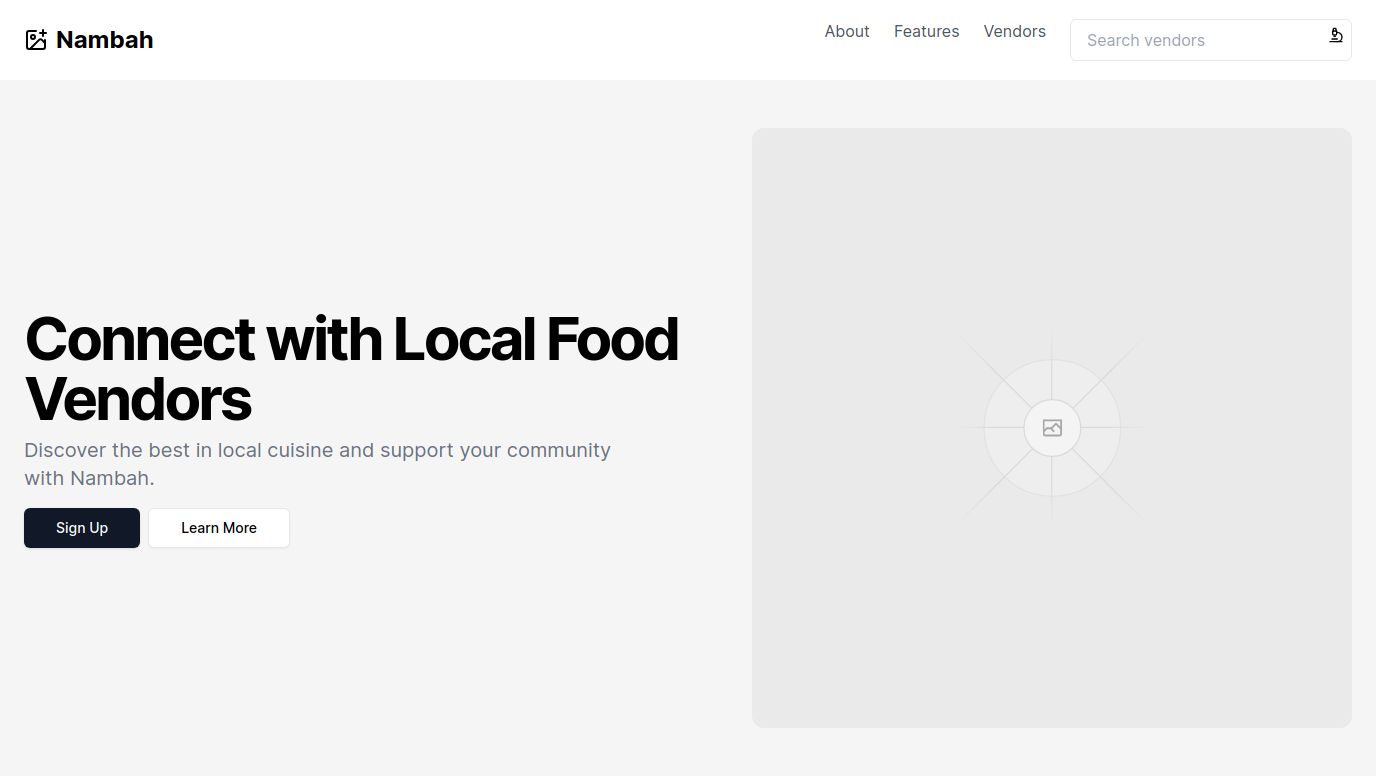 Nambah
About
Features
Vendors
Search vendors
Connect with Local Food
Vendors
Discover the best in local cuisine and support your community
with Nambah.
Sign Up
Learn More